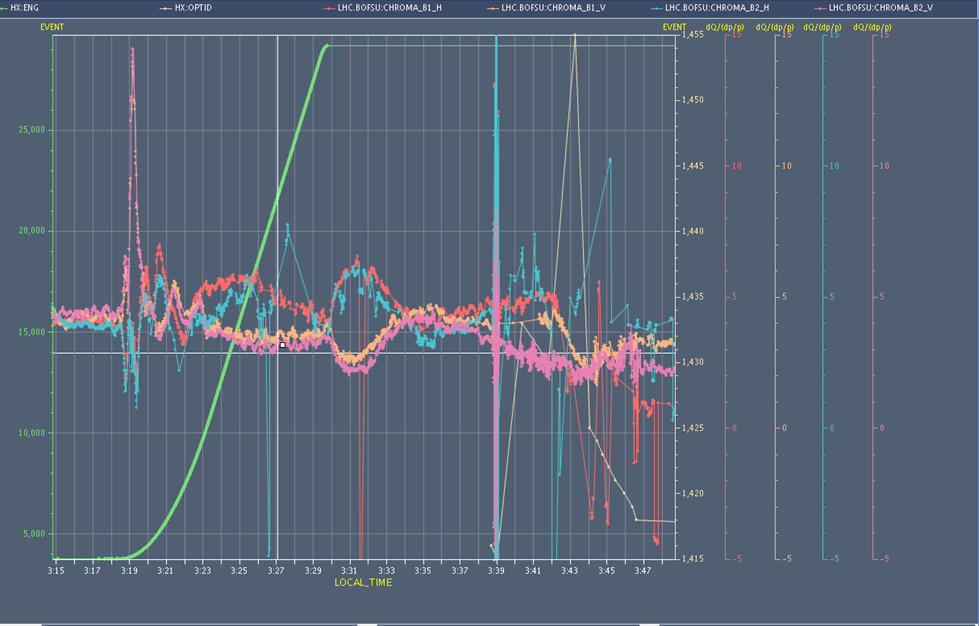 HX:ENG HX:OPTID LHC.BOFSU:CHROMA_B1_H LHC.BOFSU:CHROMA_B1_V LHC.BOFSU:CHROMA_B2_H LHC.BOFSU:CHROMA_B2_V
EVENT EVENT dQ/(dp/p) dQ/(dp/p) dQ/(dp/p) dQ/(dp/p)
1,455 15 15 15 15
1,450
25,000
1,445 10 10 10 10
20,000 1,440
1,435 5 5 5 5
15,000
1,430
10,000 1,425 0 0 0 0
1,420
5,000
1,415 -5 -5 -5 -5
3:15 3:17 3:19 3:21 3:23 3:25 3:27 3:29 3:31 3:33 3:35 3:37 3:39 3:41 3:43 3:45 3:47
LOCAL_TIME